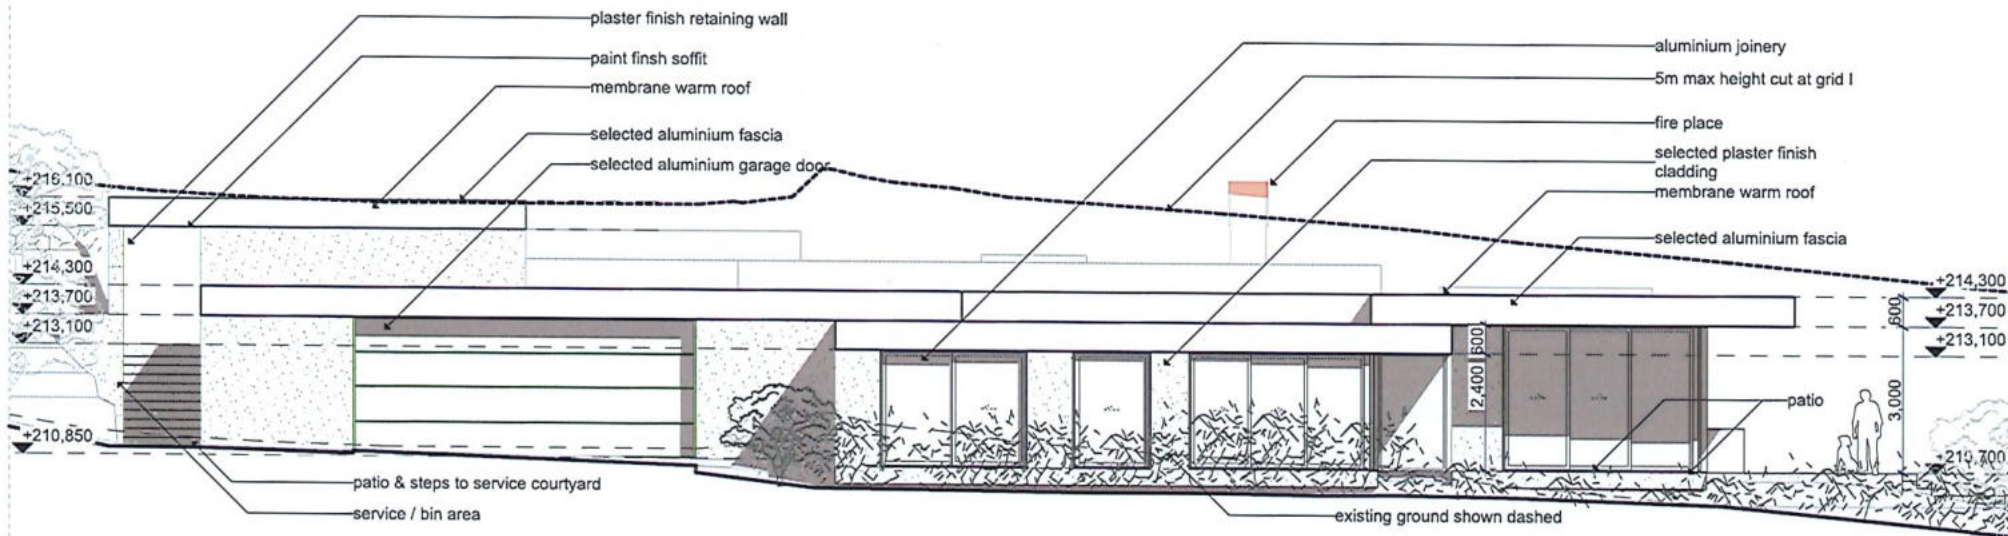 plaster finish retaining wall
paint finsh soffit
membrane warm roof
selected aluminium fascia
selected aluminium garage door
aluminium joinery
5m max height cut at grid I
fire place
selected plaster finish
cladding
membrane warm roof
selected aluminium fascia
+216,100
+215,500
+214,300
+213,700
+213,100
+210,850
+214,300
+213,700
+213,100
600
600
2,400
3,000
patio
+210,700
patio & steps to service courtyard
service / bin area
existing ground shown dashed